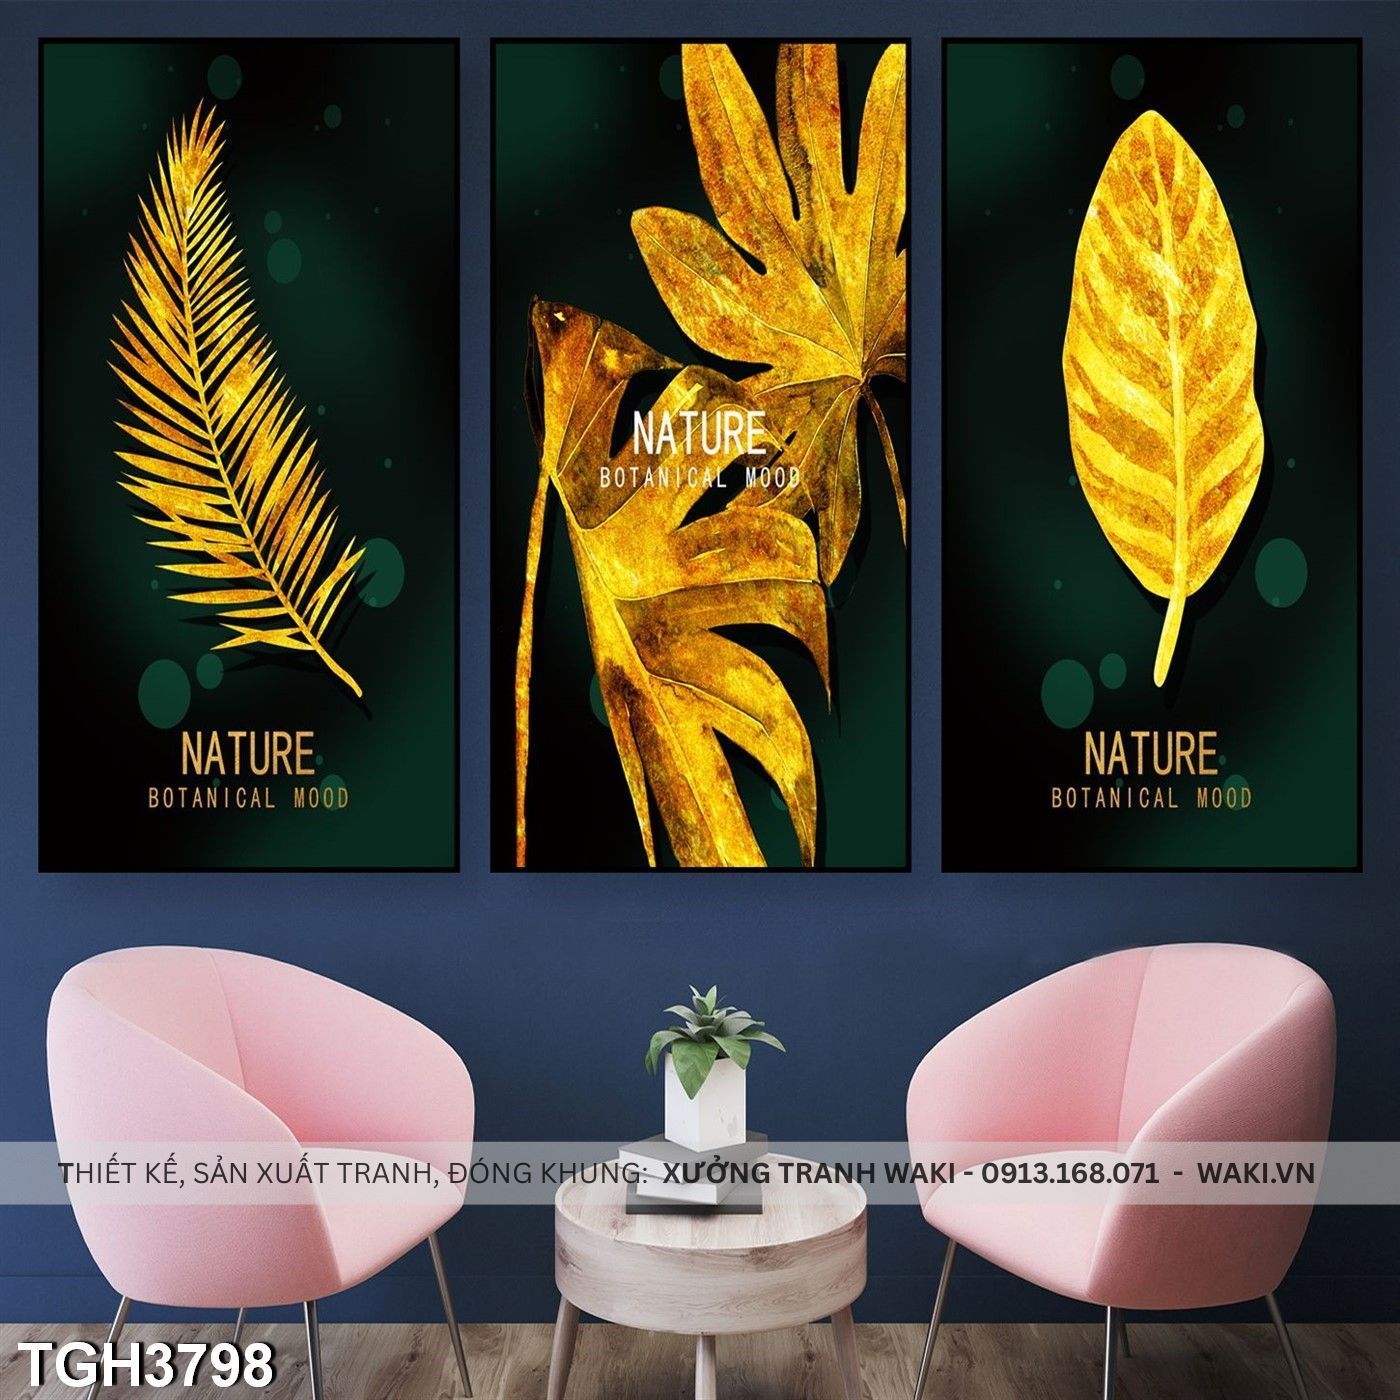 NATURE
BOTANICAL MOOD
NATURE
BOTANICAL MOOD
NATURE
BOTANICAL MOOD
THIẾT KẾ, SẢN XUẤT TRANH, ĐÓNG KHUNG: XƯỞNG TRANH WAKI - 0913.168.071 - WAKI.VN
TGH3798